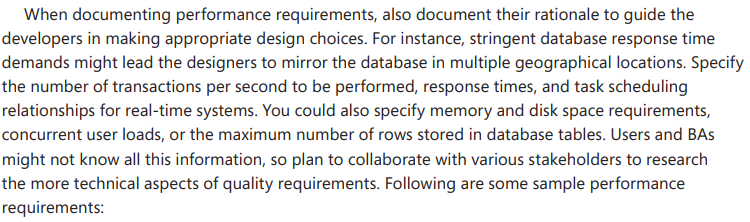 When documenting performance requirements, also document their rationale to guide the
developers in making appropriate design choices. For instance, stringent database response time
demands might lead the designers to mirror the database in multiple geographical locations. Specify
the number of transactions per second to be performed, response times, and task scheduling
relationships for real-time systems. You could also specify memory and disk space requirements,
concurrent user loads, or the maximum number of rows stored in database tables. Users and BAs
might not know all this information, so plan to collaborate with various stakeholders to research
the more technical aspects of quality requirements. Following are some sample performance
requirements: